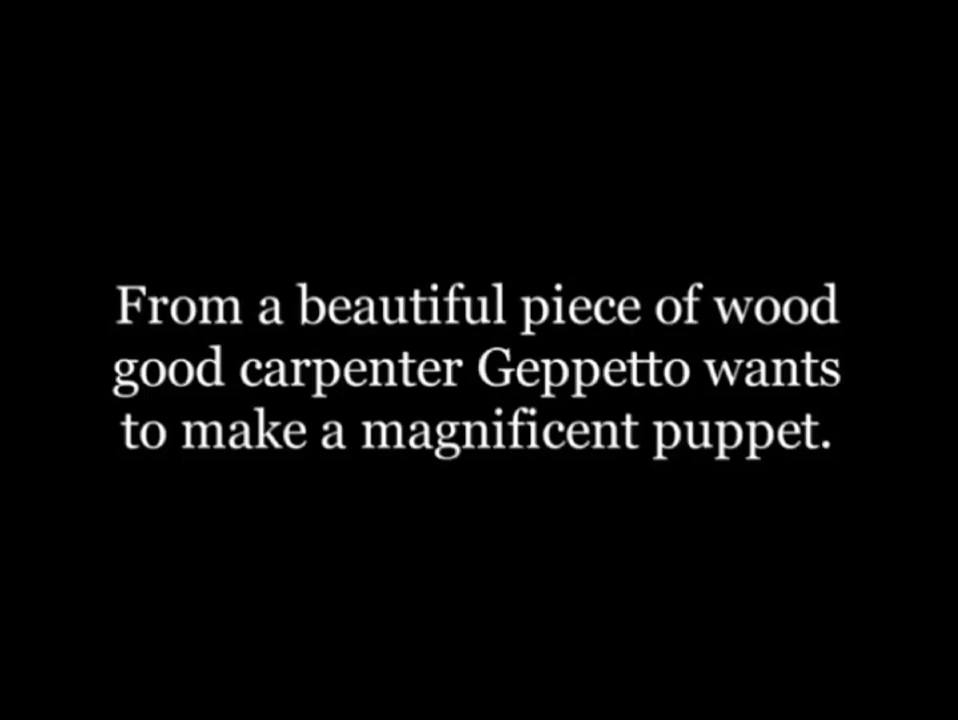 From a beautiful piece of wood
good carpenter Geppetto wants
to make a magnificent puppet.